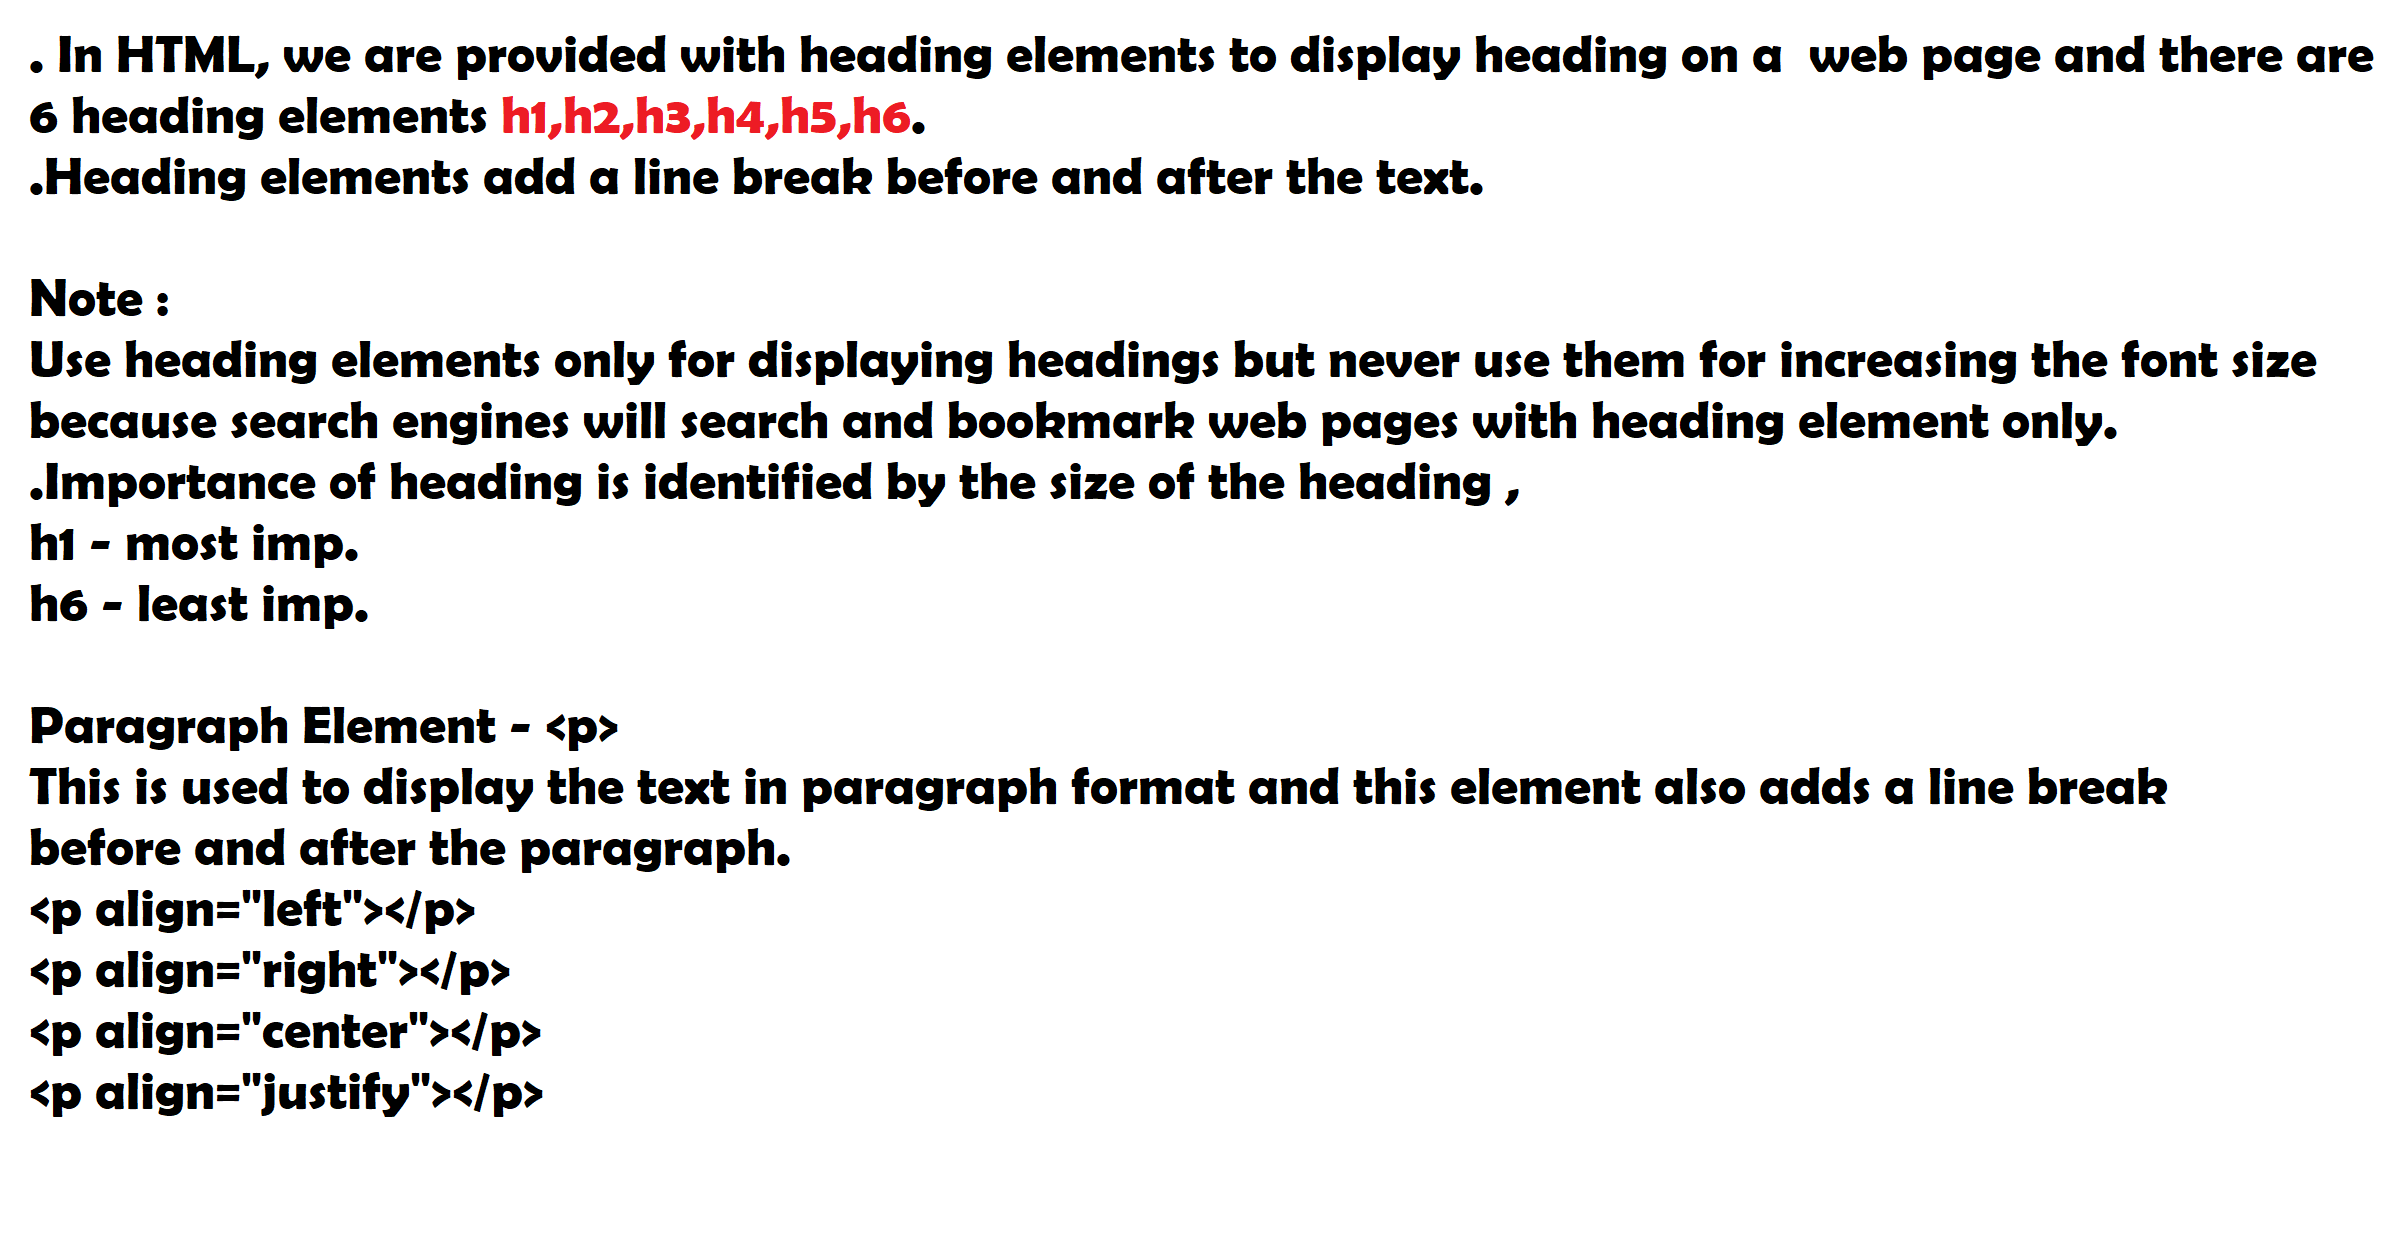 . In HTML, we are provided with heading elements to display heading on a  web page and there are
6 heading elements h1,h2,h3,h4,h5,h6.
.Heading elements add a line break before and after the text.
Note :
Use heading elements only for displaying headings but never use them for increasing the font size
because search engines will search and bookmark web pages with heading element only.
.Importance of heading is identified by the size of the heading ,
h1 - most imp.
h6 - least imp.
Paragraph Element - <p>
This is used to display the text in paragraph format and this element also adds a line break
before and after the paragraph.
<p align="left"></p>
<p align="right"></p>
<p align="center"></p>
<p align="justify"></p>